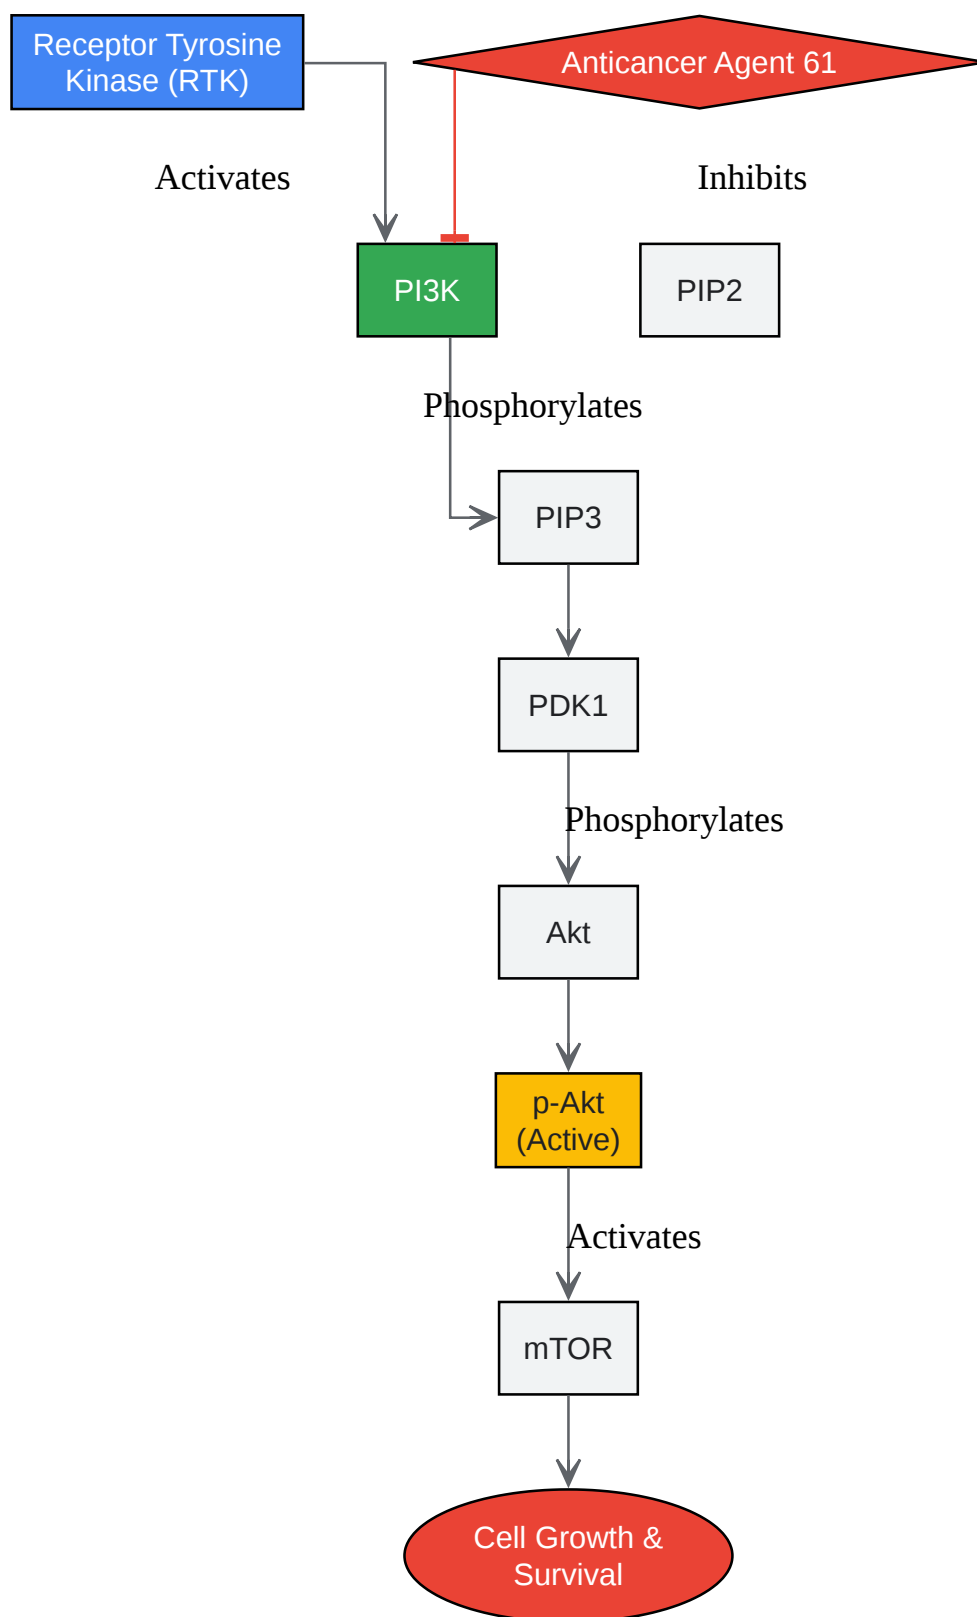 Receptor Tyrosine
Kinase (RTK)
Anticancer Agent 61
Activates
Inhibits
PI3K
PIP2
Phosphorylates
PIP3
PDK1
Phosphorylates
Akt
p-Akt
(Active)
Activates
mTOR
Cell Growth &
Survival